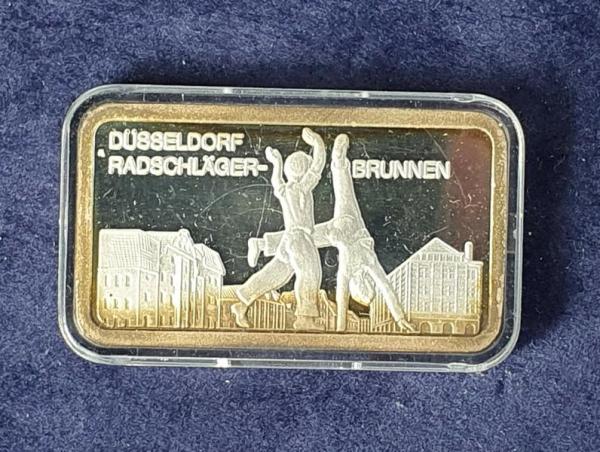 DÜSSELDORF
RADSCHLÄGER- BRUNNEN